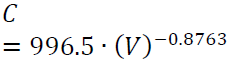 C
= 996.5 · (V)^{-0.8763}